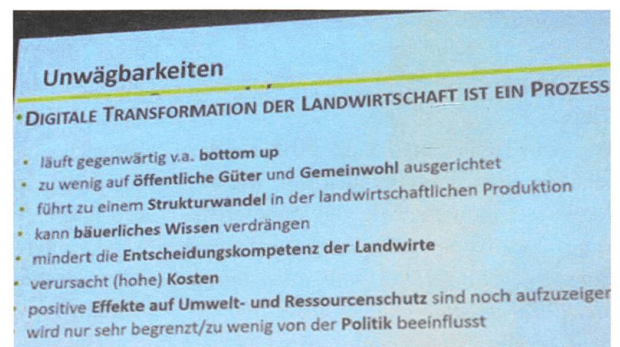 Unwägbarkeiten
• DIGITALE TRANSFORMATION DER LANDWIRTSCHAFT IST EIN PROZESS
• läuft gegenwärtig v.a. bottom up
• zu wenig auf öffentliche Güter und Gemeinwohl ausgerichtet
• führt zu einem Strukturwandel in der landwirtschaftlichen Produktion
• kann bäuerliches Wissen verdrängen
• mindert die Entscheidungskompetenz der Landwirte
• verursacht (hohe) Kosten
• positive Effekte auf Umwelt- und Ressourcenschutz sind noch aufzuzeigen
• wird nur sehr begrenzt/zu wenig von der Politik beeinflusst